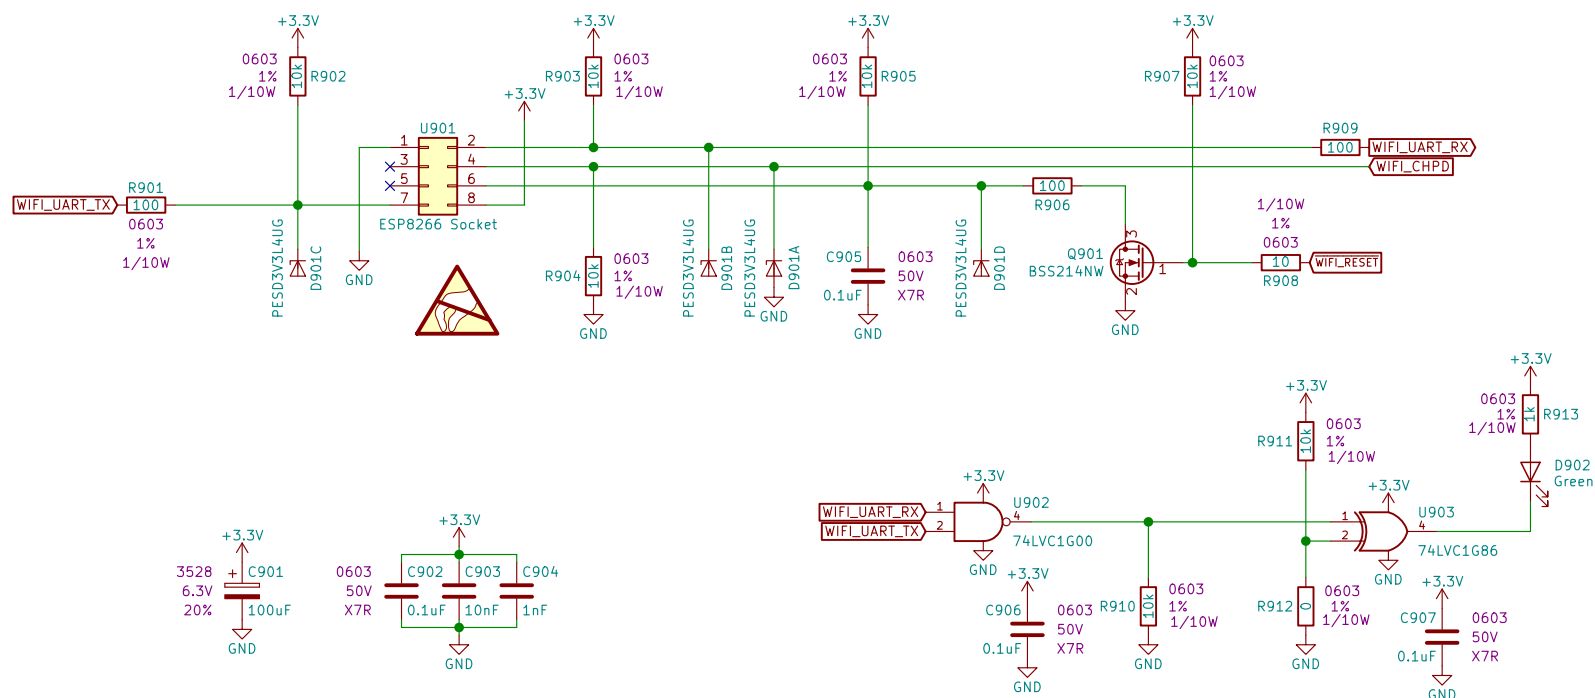 +3.3V
0603
1%
1/10W
10k
R902
+3.3V
R903
10k
0603
1%
1/10W
+3.3V
0603
1%
1/10W
10k
R905
+3.3V
R907
10k
0603
1%
1/10W
+3.3V
U901
1
2
3
4
5
6
7
8
ESP8266 Socket
WIFI_UART_TX
R901
100
0603
1%
1/10W
R909
100
WIFI_UART_RX
WIFI_CHPD
PESD3V3L4UG
D901C
GND
R904
10k
0603
1%
1/10W
GND
PESD3V3L4UG
D901B
PESD3V3L4UG
D901A
GND
C905
0.1uF
0603
50V
X7R
GND
PESD3V3L4UG
D901D
100
R906
Q901
BSS214NW
3
1
2
GND
1/10W
1%
0603
10
R908
WIFI_RESET
+3.3V
3528
6.3V
20%
+
C901
100uF
GND
+3.3V
0603
50V
X7R
C902
0.1uF
C903
10nF
C904
1nF
GND
WIFI_UART_RX
WIFI_UART_TX
1
2
+3.3V
U902
4
74LVC1G00
GND
+3.3V
C906
0.1uF
0603
50V
X7R
GND
R910
10k
0603
1%
1/10W
GND
+3.3V
R911
10k
0603
1%
1/10W
R912
0
0603
1%
1/10W
GND
+3.3V
1
2
U903
4
74LVC1G86
GND
+3.3V
C907
0.1uF
0603
50V
X7R
GND
+3.3V
0603
1%
1/10W
1k
R913
D902
Green